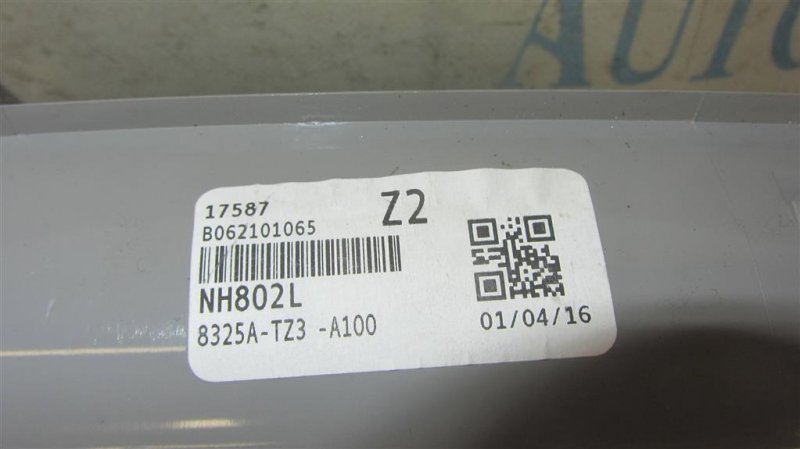 17587
Z2
B062101065
NH802L
8325A-TZ3 -A100
01/04/16